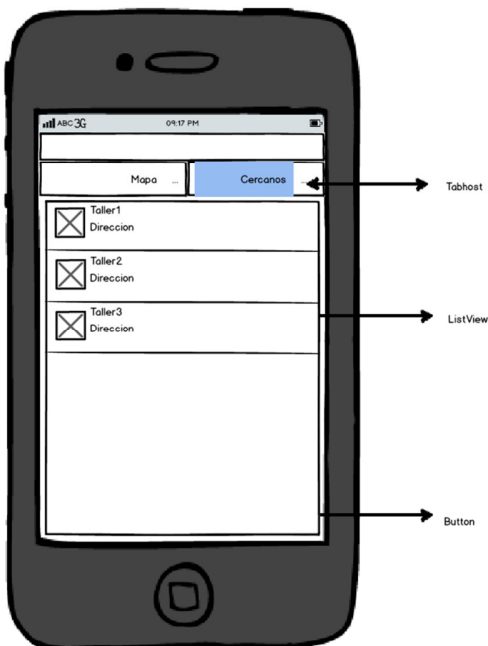 ABC 3G 09:17 PM
Mapa ... Cercanos ...
Tabhost
Taller1
Direccion
Taller2
Direccion
Taller3
Direccion
ListView
Button